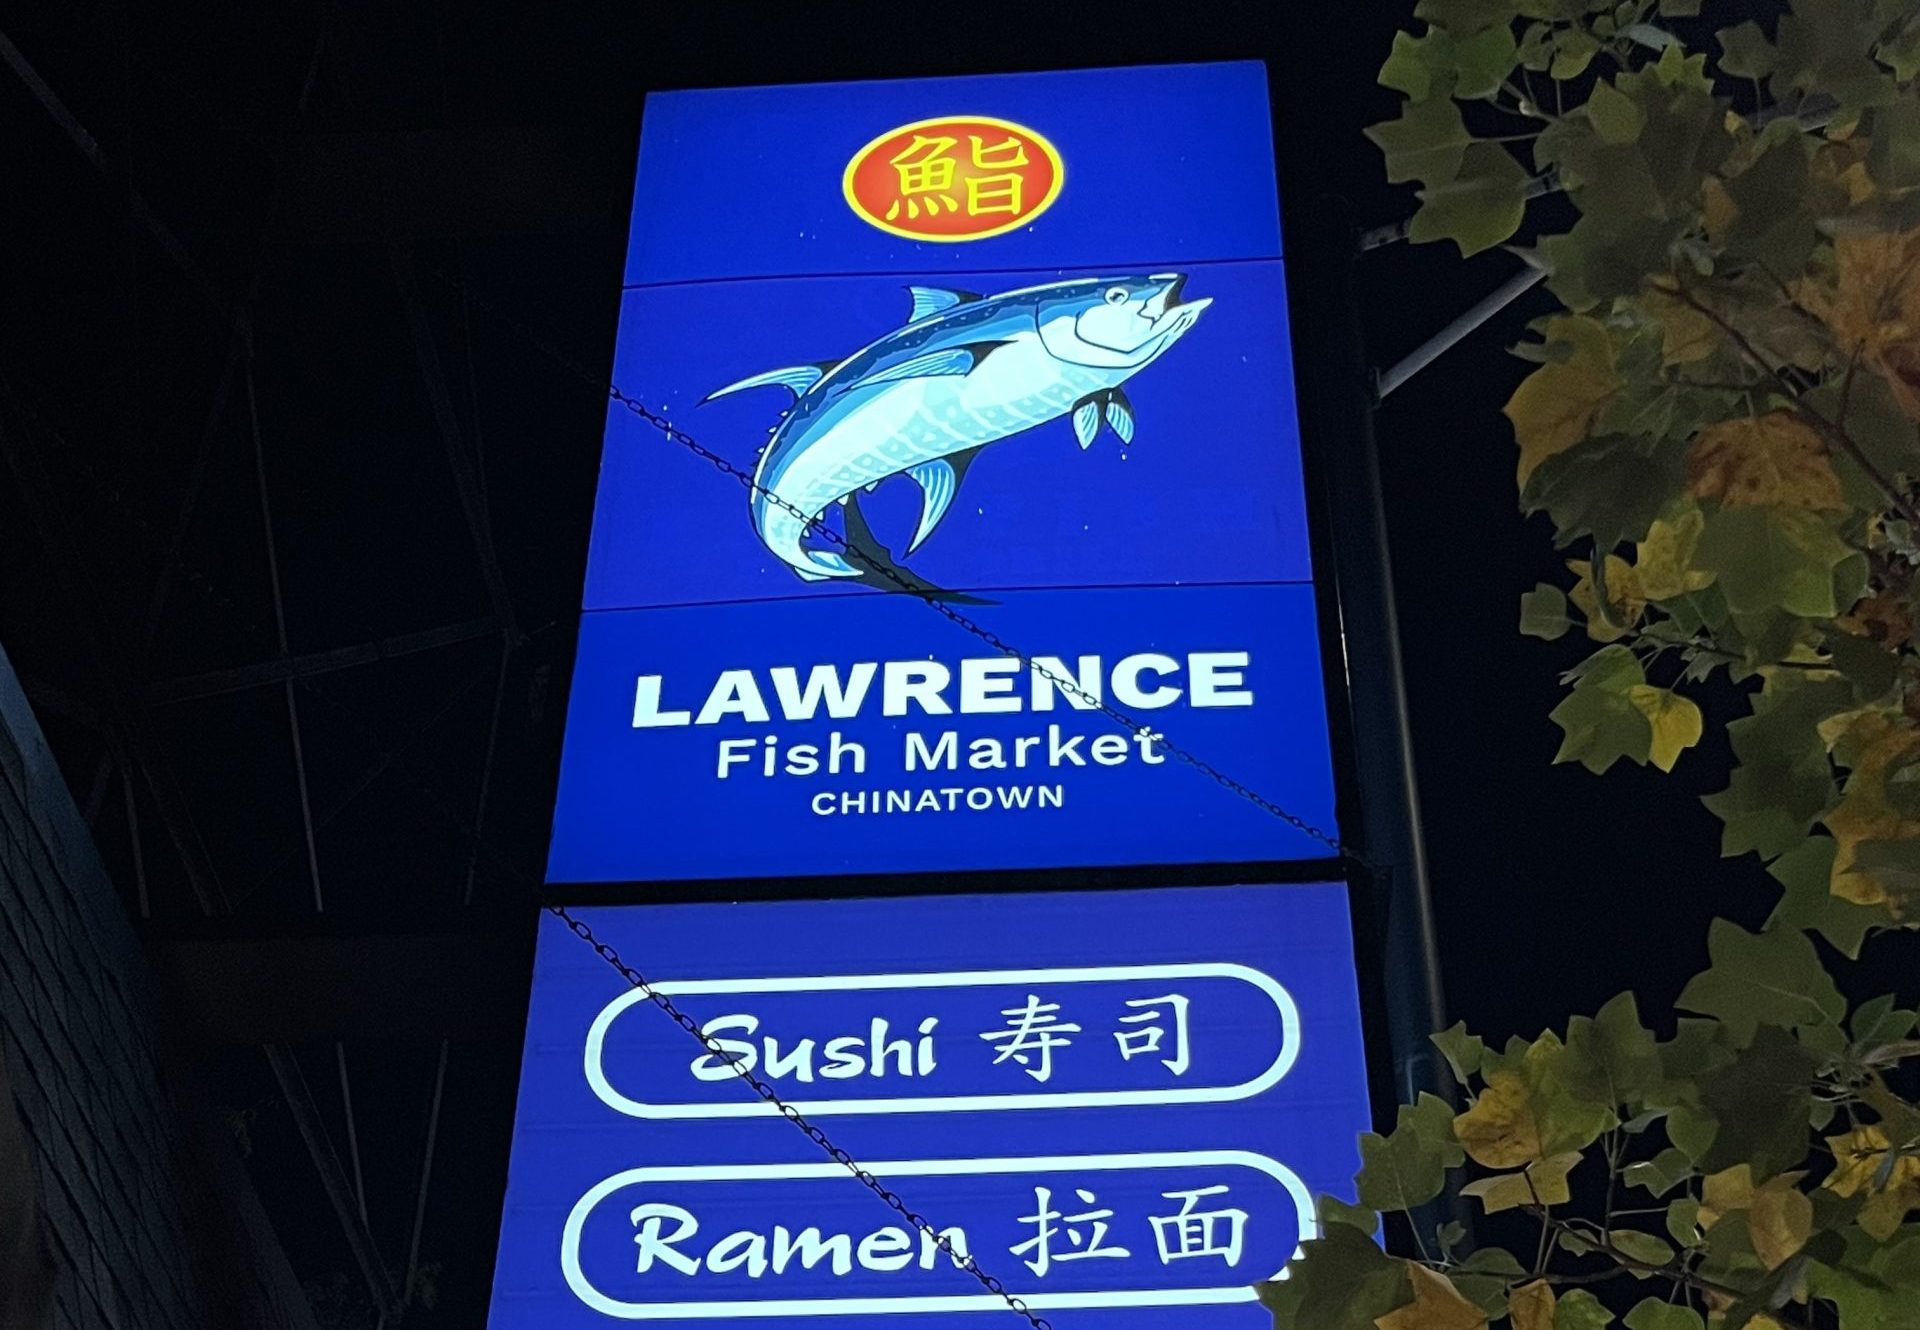 鮨
LAWRENCE
Fish Market
CHINATOWN
Sushi 寿司
Ramen 拉面